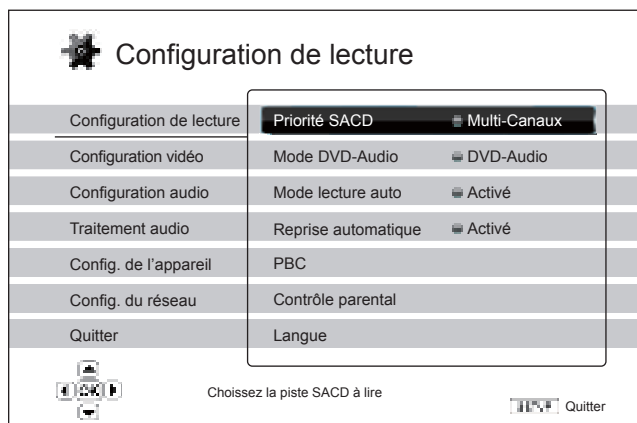 Configuration de lecture
Configuration de lecture Priorité SACD Multi-Canaux
Configuration vidéo Mode DVD-Audio DVD-Audio
Configuration audio Mode lecture auto Activé
Traitement audio Reprise automatique Activé
Config. de l'appareil PBC
Config. du réseau Contrôle parental
Quitter Langue
OK Choissez la piste SACD à lire
Quitter